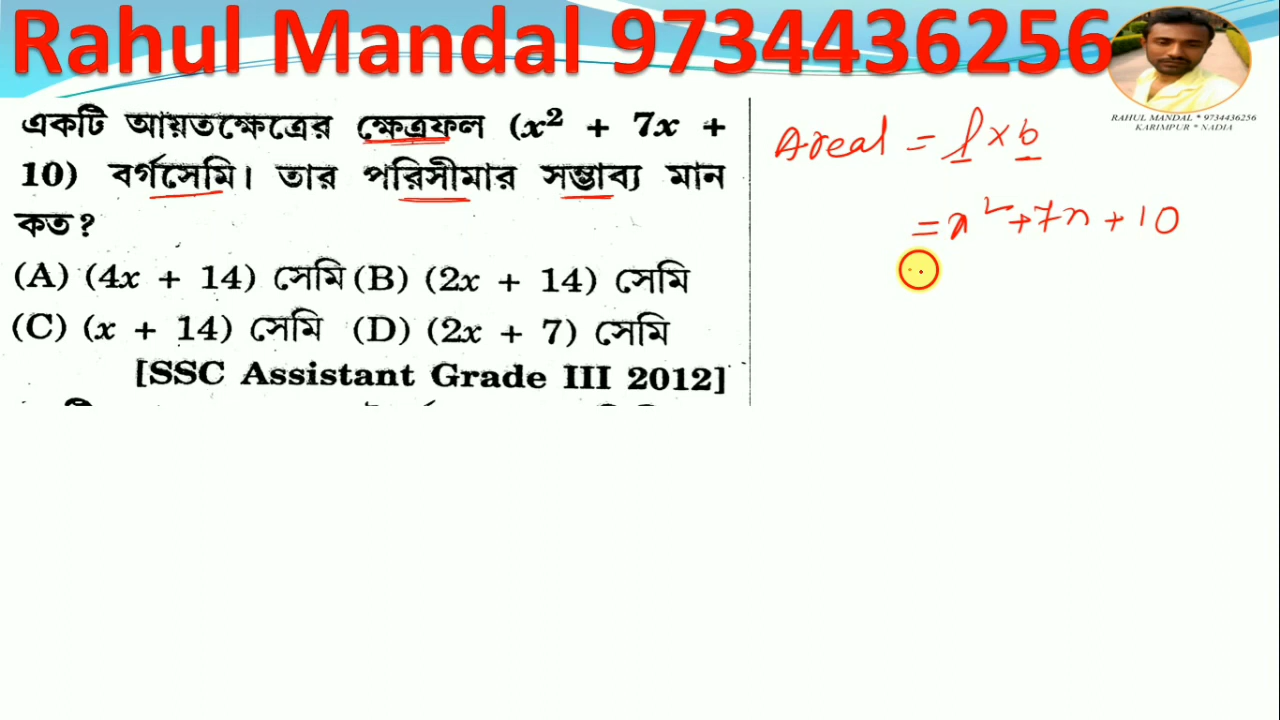 Rahul Mandal 9734436256
RAHUL MANDAL * 9734436256
KARIMPUR * NADIA
একটি আয়তক্ষেত্রের ক্ষেত্রফল (x² + 7x +
10) বর্গসেমি। তার পরিসীমার সম্ভাব্য মান
কত?
(A) (4x + 14) সেমি (B) (2x + 14) সেমি
(C) (x + 14) সেমি (D) (2x + 7) সেমি
[SSC Assistant Grade III 2012]
Areal = l × b
= x² + 7x + 10